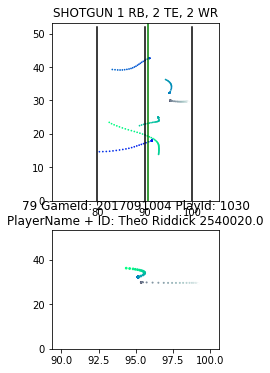 SHOTGUN 1 RB, 2 TE, 2 WR
50
40
30
20
10
0
80 90 100
79 GameId: 2017091004 PlayId: 1030
PlayerName + ID: Theo Riddick 2540020.0
40
20
0
90.0 92.5 95.0 97.5 100.0